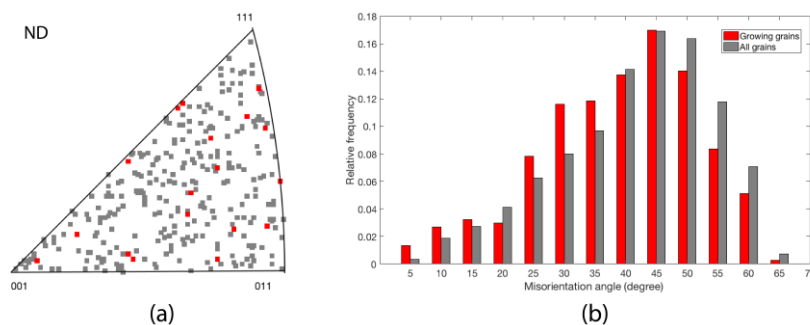 ND
111
001
011
(a)
Relative frequency
0.18
0.16
0.14
0.12
0.1
0.08
0.06
0.04
0.02
0
Growing grains
All grains
5 10 15 20 25 30 35 40 45 50 55 60 65 7
Misorientation angle (degree)
(b)